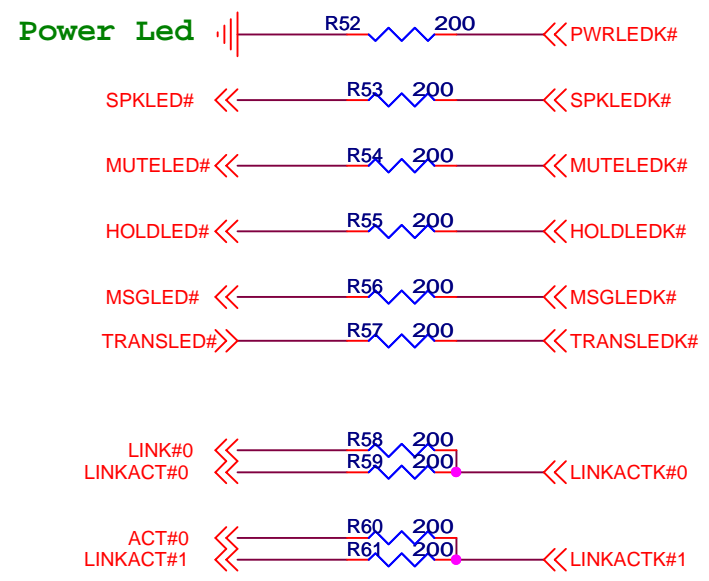 Power Led R52 200 PWRLEDK#
SPKLED# R53 200 SPKLEDK#
MUTELED# R54 200 MUTELEDK#
HOLDLED# R55 200 HOLDLEDK#
MSGLED# R56 200 MSGLEDK#
TRANSLED# R57 200 TRANSLEDK#
LINK#0 R58 200
LINKACT#0 R59 200 LINKACTK#0
ACT#0 R60 200
LINKACT#1 R61 200 LINKACTK#1